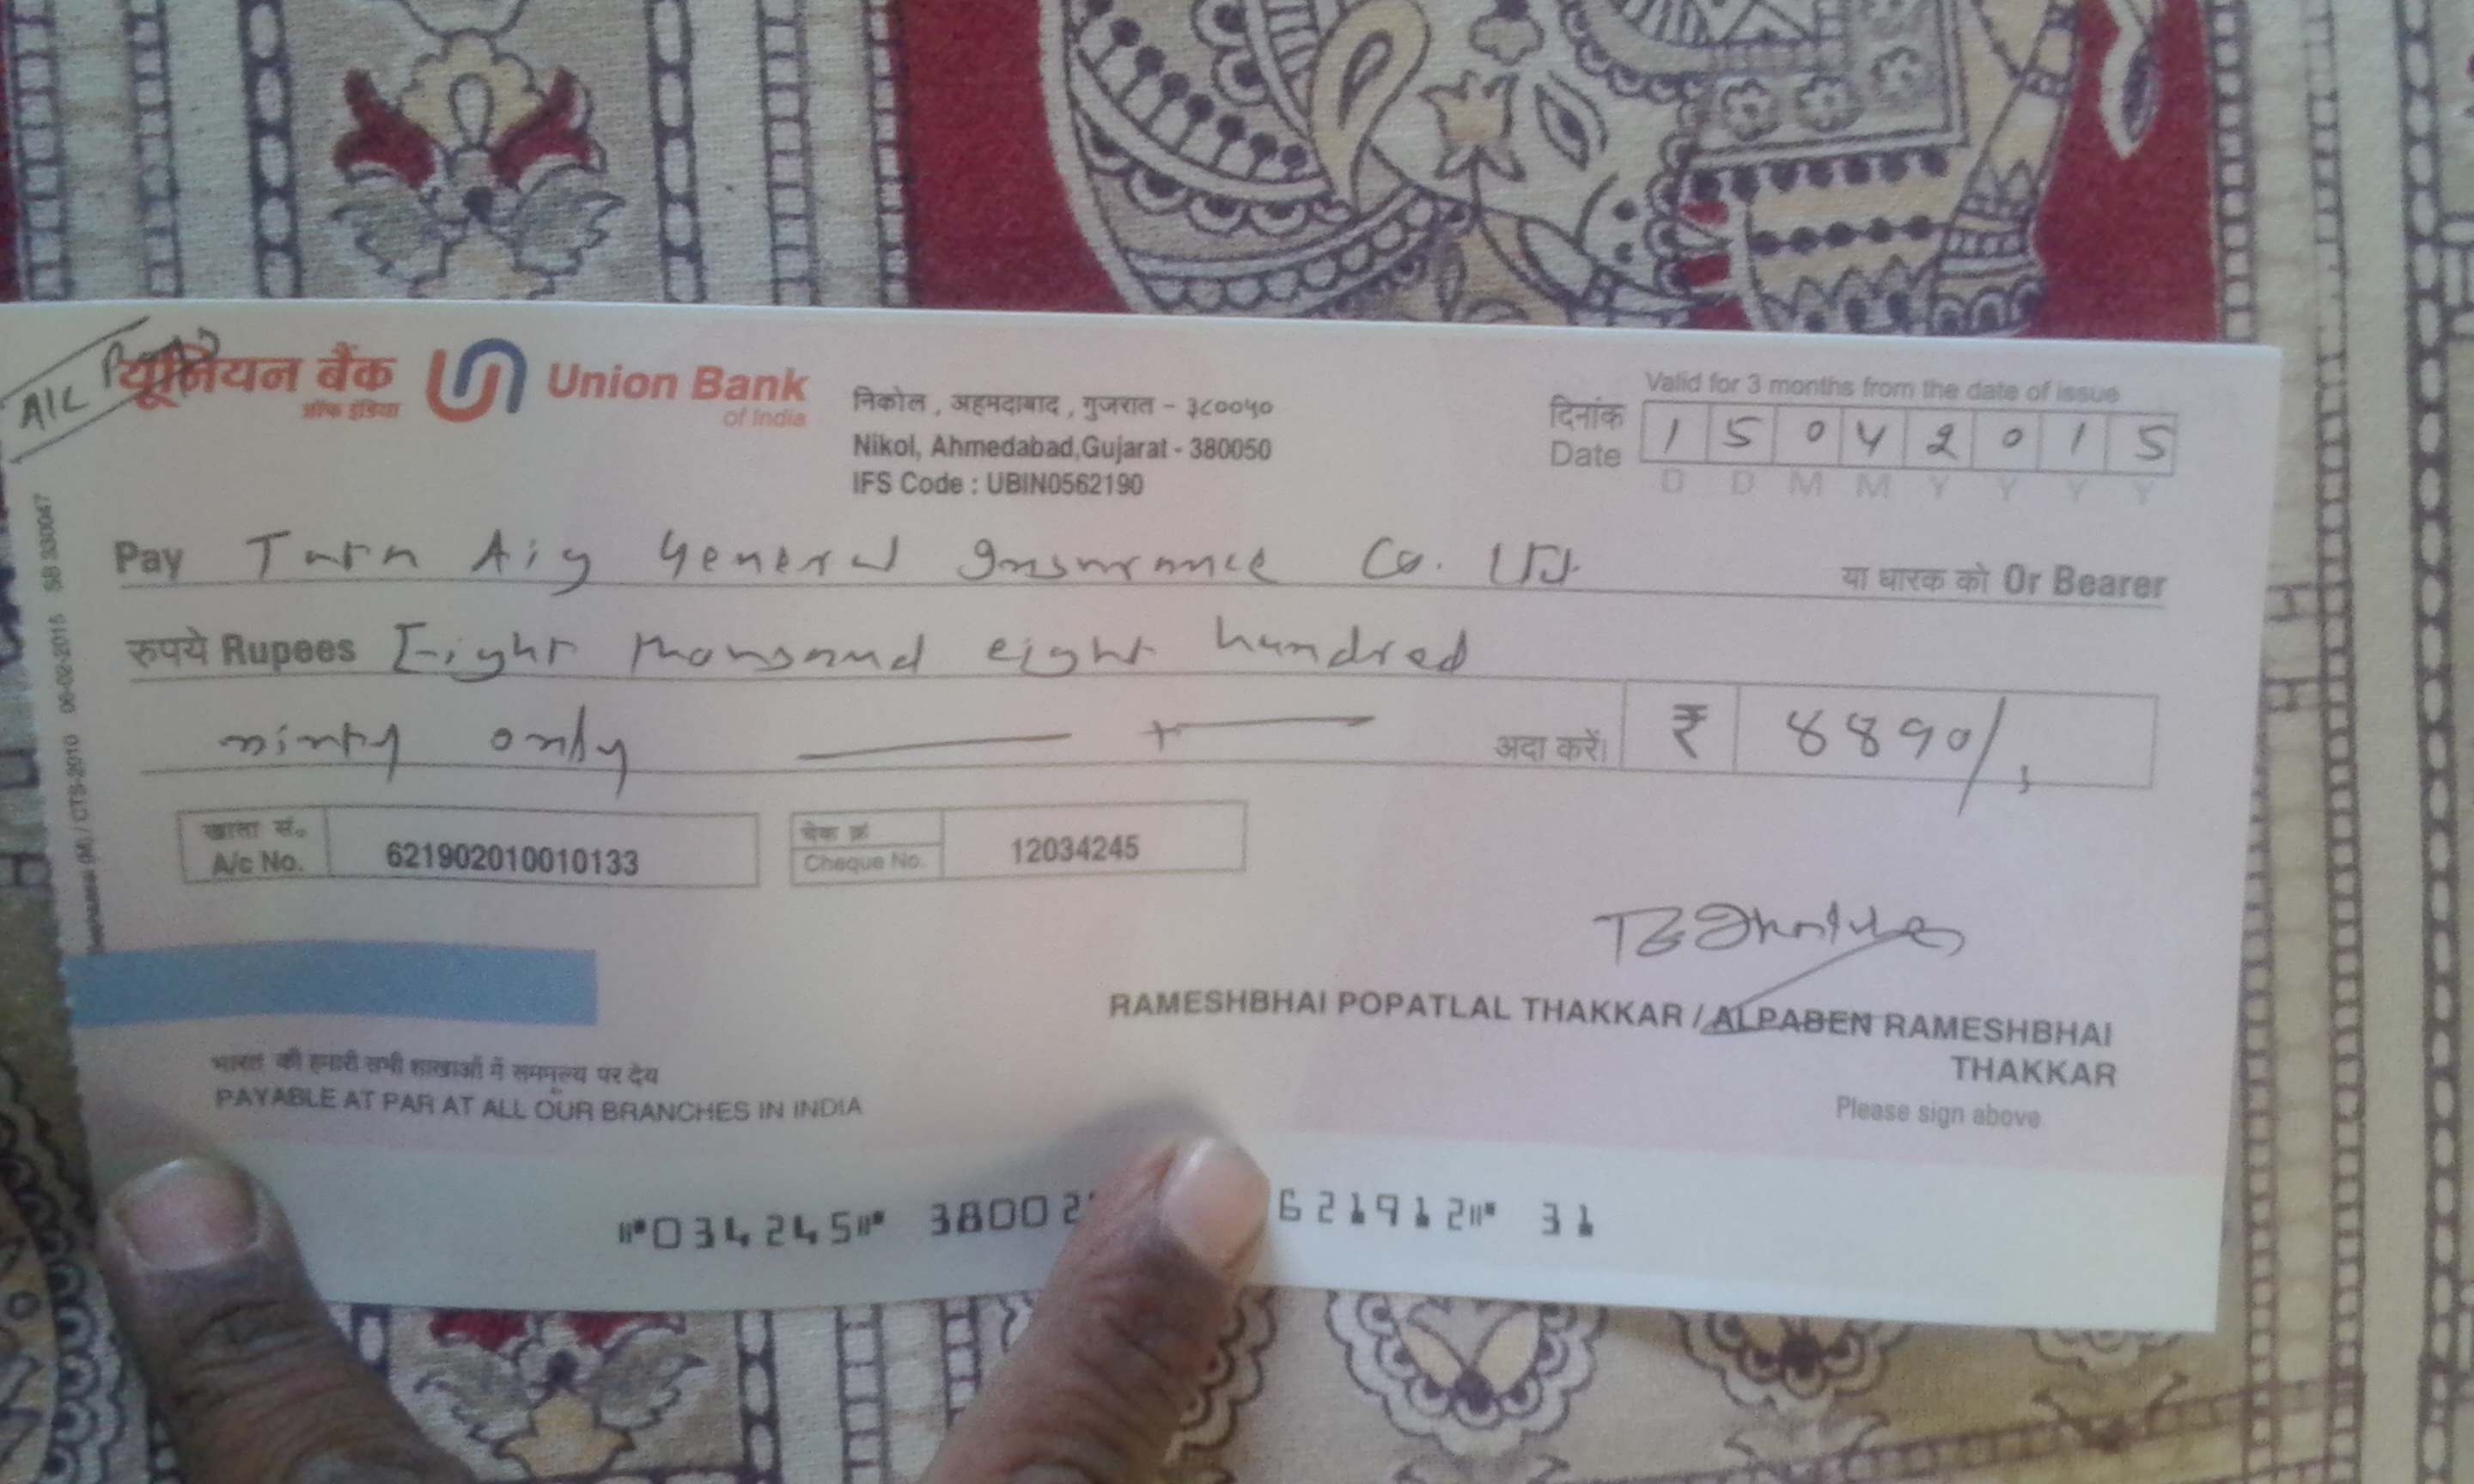 A/C Payee
यूनियन बैंक
ऑफ इंडिया
Union Bank
of India
निकोल, अहमदाबाद, गुजरात - ३८००५०
Nikol, Ahmedabad,Gujarat - 380050
IFS Code : UBIN0562190
Valid for 3 months from the date of issue
दिनांक
Date 1 5 0 4 2 0 1 5
D D M M Y Y Y Y
Pay Tata Aig General Insurance Co. Ltd. या धारक को Or Bearer
रुपये Rupees Eight thousand eight hundred
ninty only अदा करें। ₹ 8890/
खाता सं.
A/c No. 621902010010133
चेक क्रं
Cheque No. 12034245
RAMESHBHAI POPATLAL THAKKAR / ALPABEN RAMESHBHAI
THAKKAR
Please sign above
भारत की हमारी सभी शाखाओं में सममूल्य पर देय
PAYABLE AT PAR AT ALL OUR BRANCHES IN INDIA
⑈034245⑈ 38002 621912⑈ 31
(M) / CTS-2010 06-02-2015 SB 330047